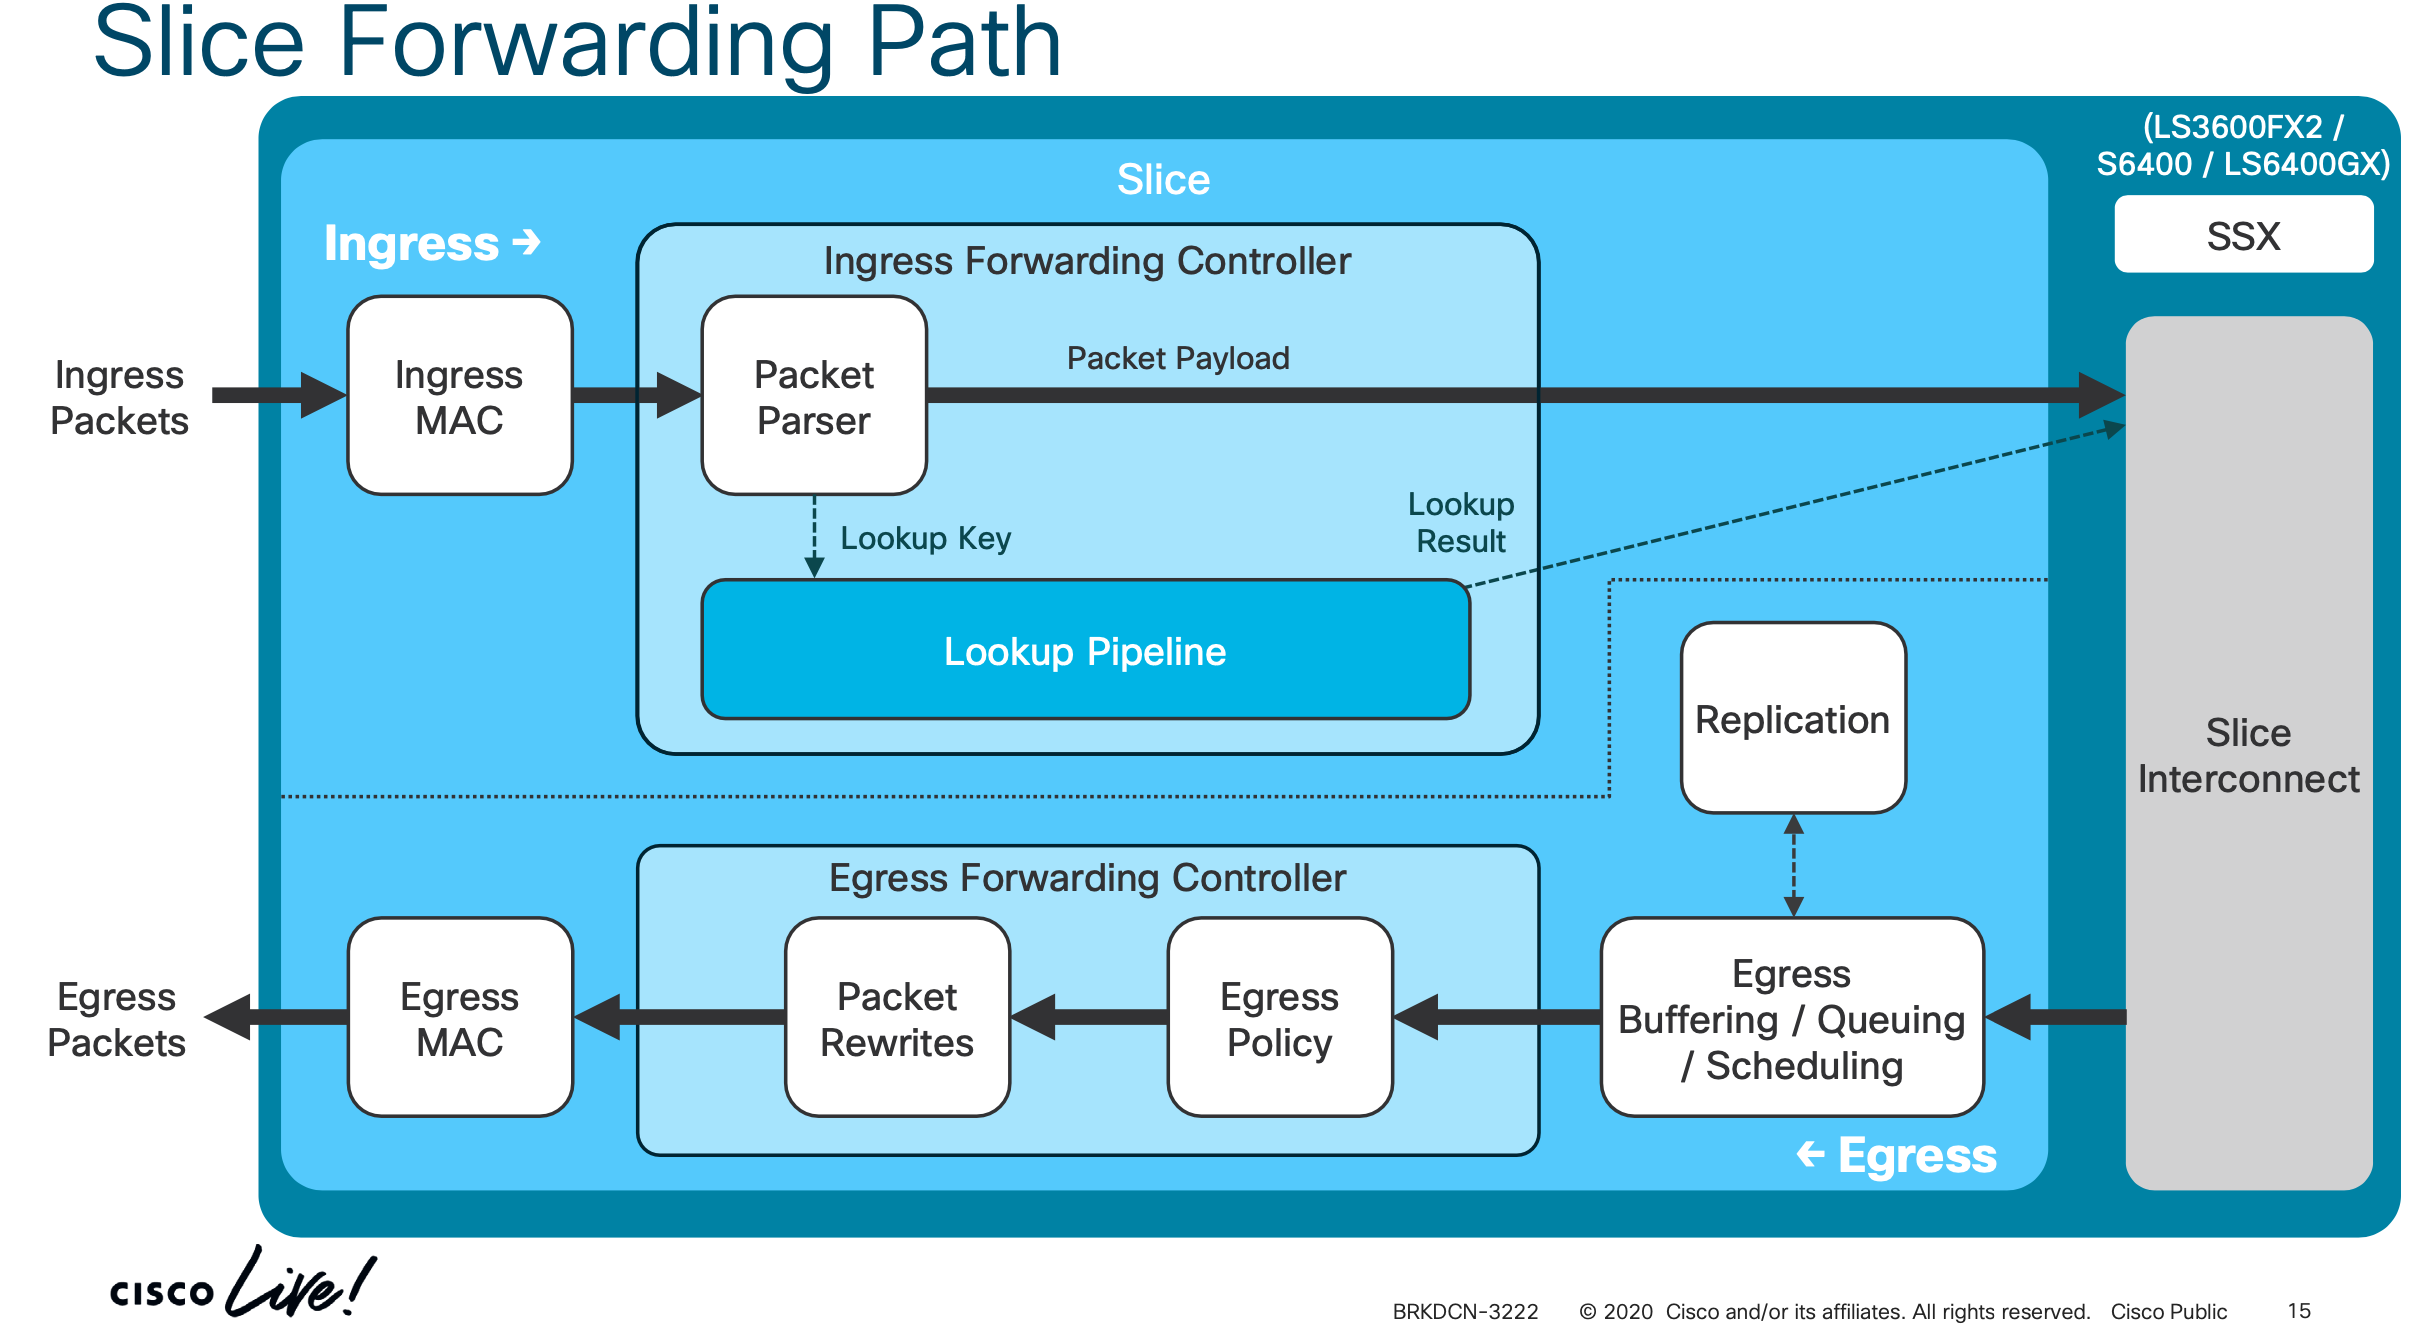 Slice Forwarding Path
(LS3600FX2 /
S6400 / LS6400GX)
Slice
SSX
Ingress →
Ingress Forwarding Controller
Ingress
Packets
Ingress
MAC
Packet
Parser
Packet Payload
Lookup Key
Lookup
Result
Lookup Pipeline
Replication
Slice
Interconnect
Egress Forwarding Controller
Egress
Packets
Egress
MAC
Packet
Rewrites
Egress
Policy
Egress
Buffering / Queuing
/ Scheduling
← Egress
CISCO Live!
BRKDCN-3222 © 2020 Cisco and/or its affiliates. All rights reserved. Cisco Public 15